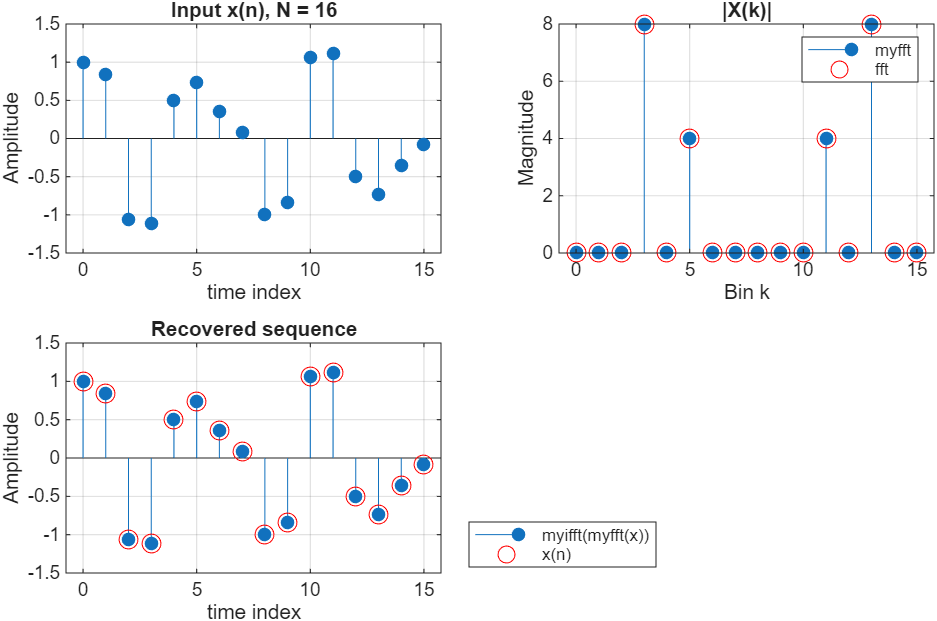 Input x(n), N = 16
1.5
1
0.5
0
-0.5
-1
-1.5
Amplitude
0 5 10 15
time index
|X(k)|
8
6
4
2
0
Magnitude
myfft
fft
0 5 10 15
Bin k
Recovered sequence
1.5
1
0.5
0
-0.5
-1
-1.5
Amplitude
0 5 10 15
time index
myifft(myfft(x))
x(n)